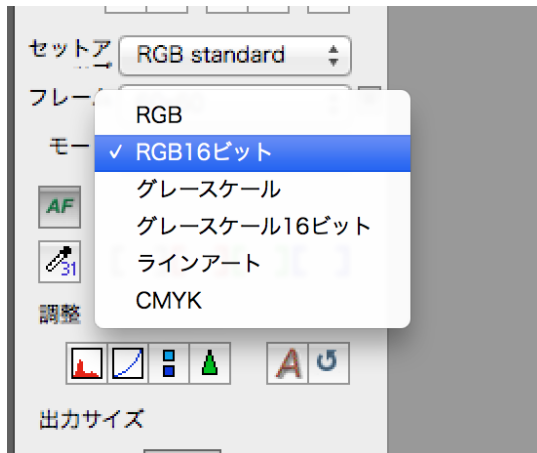 セットア
RGB standard
フレー
RGB
モー
✓ RGB16ビット
グレースケール
AF
グレースケール16ビット
31
ラインアート
CMYK
調整
A
出力サイズ